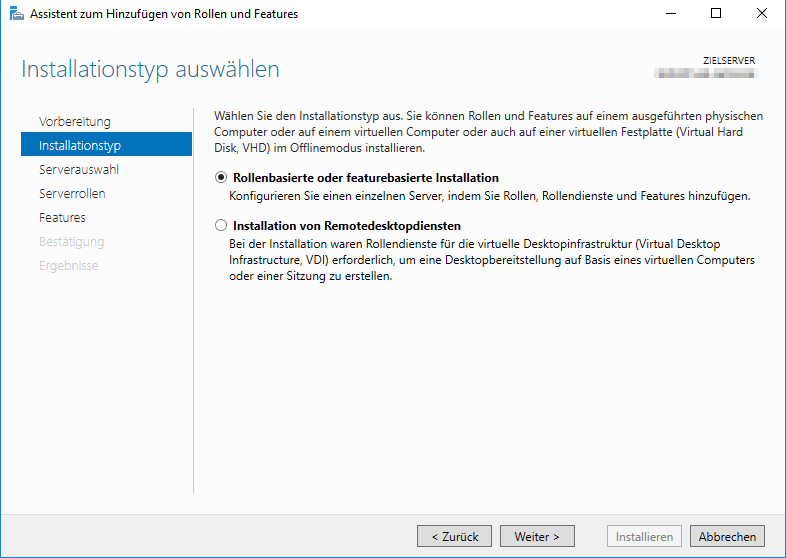 Assistent zum Hinzufügen von Rollen und Features
Installationstyp auswählen
ZIELSERVER
Vorbereitung
Installationstyp
Serverauswahl
Serverrollen
Features
Bestätigung
Ergebnisse
Wählen Sie den Installationstyp aus. Sie können Rollen und Features auf einem ausgeführten physischen
Computer oder auf einem virtuellen Computer oder auch auf einer virtuellen Festplatte (Virtual Hard
Disk, VHD) im Offlinemodus installieren.
Rollenbasierte oder featurebasierte Installation
Konfigurieren Sie einen einzelnen Server, indem Sie Rollen, Rollendienste und Features hinzufügen.
Installation von Remotedesktopdiensten
Bei der Installation waren Rollendienste für die virtuelle Desktopinfrastruktur (Virtual Desktop
Infrastructure, VDI) erforderlich, um eine Desktopbereitstellung auf Basis eines virtuellen Computers
oder einer Sitzung zu erstellen.
< Zurück
Weiter >
Installieren
Abbrechen